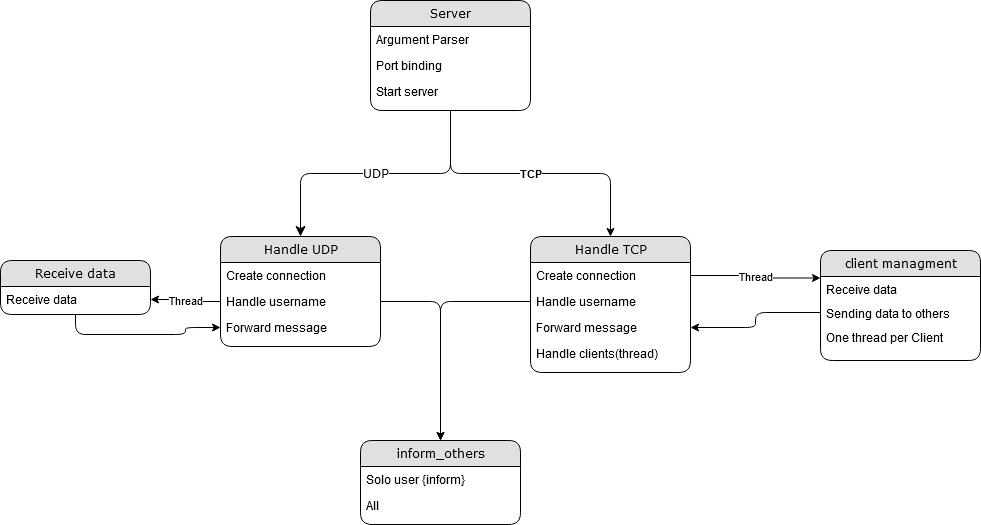 Server
Argument Parser
Port binding
Start server
UDP
TCP
Handle UDP
Create connection
Handle username
Forward message
Handle TCP
Create connection
Handle username
Forward message
Handle clients(thread)
Receive data
Receive data
Thread
Thread
client managment
Receive data
Sending data to others
One thread per Client
inform_others
Solo user {inform}
All